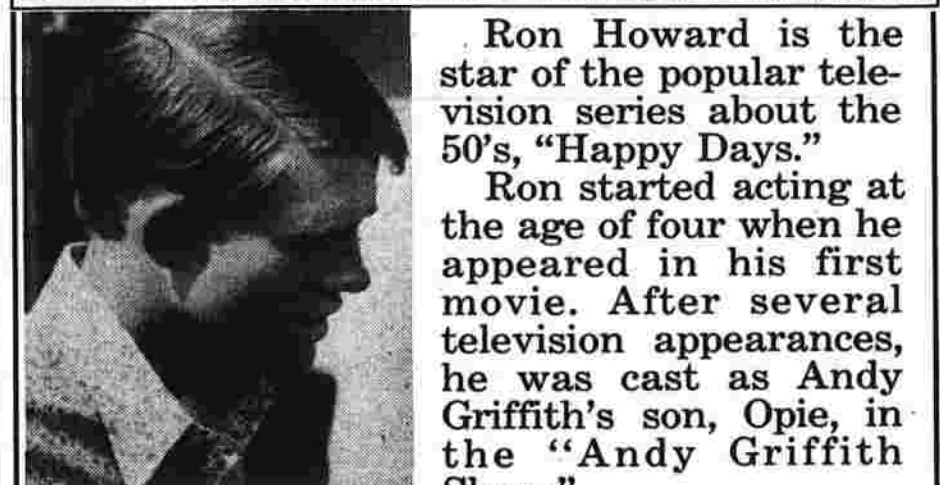 Ron Howard is the
star of the popular tele-
vision series about the
50's, “Happy Days.”
Ron started acting at
the age of four when he
appeared in his first
movie. After several
television appearances,
he was cast as Andy
Griffith's son, Opie, in
the “Andy Griffith